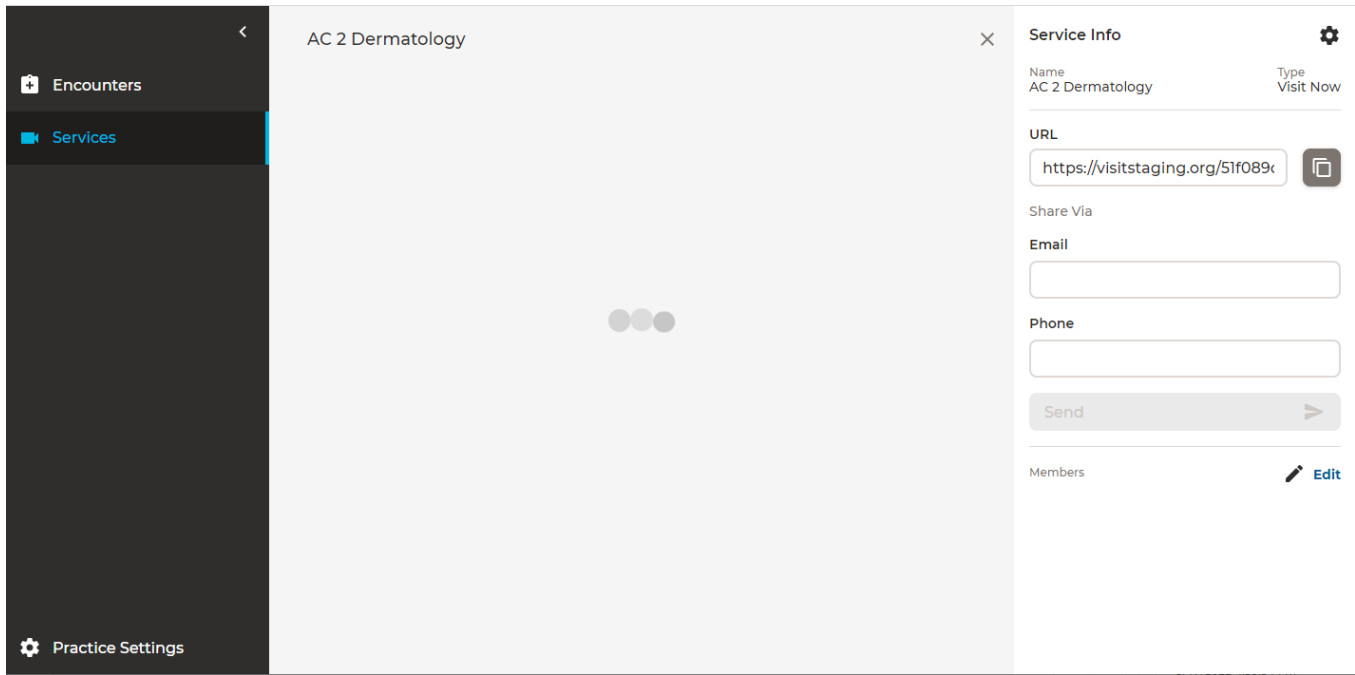 Encounters
Services
Practice Settings
AC 2 Dermatology
Service Info
Name
AC 2 Dermatology
Type
Visit Now
URL
https://visitstaging.org/51f089
Share Via
Email
Phone
Send
Members
Edit